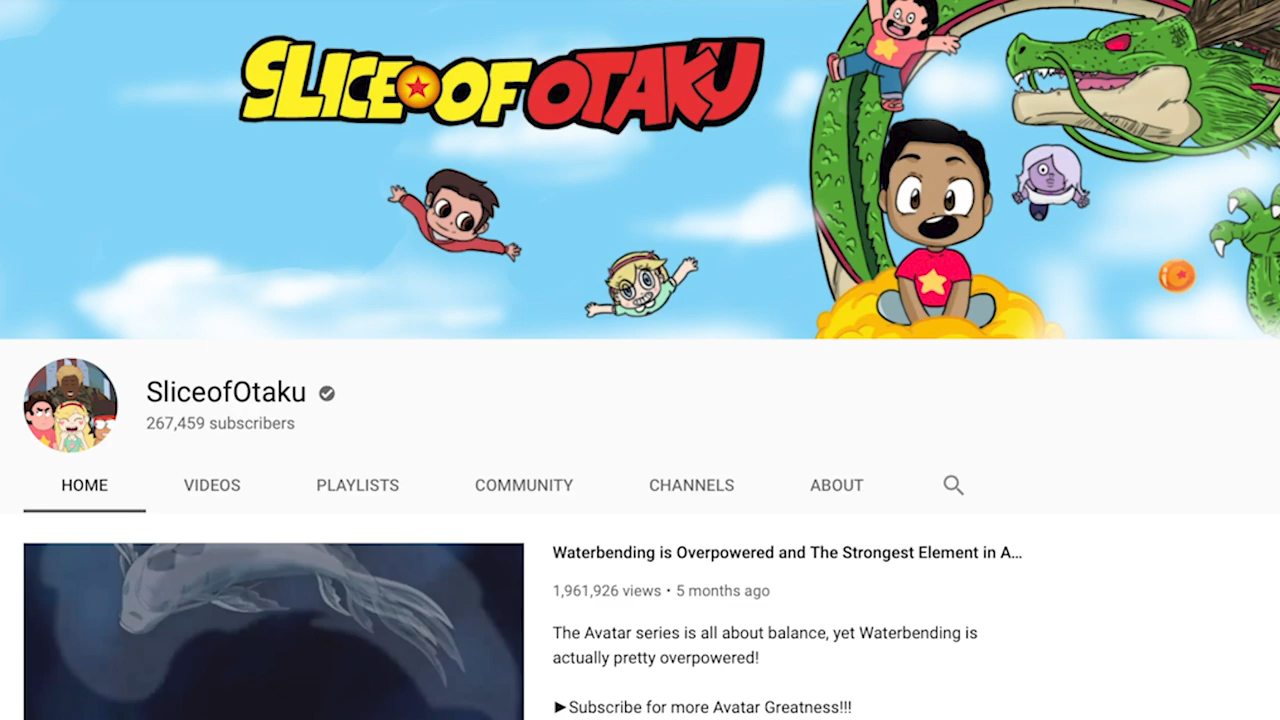 SLICE OF OTAKU
SliceofOtaku
267,459 subscribers
HOME VIDEOS PLAYLISTS COMMUNITY CHANNELS ABOUT
Waterbending is Overpowered and The Strongest Element in A...
1,961,926 views • 5 months ago
The Avatar series is all about balance, yet Waterbending is
actually pretty overpowered!
►Subscribe for more Avatar Greatness!!!